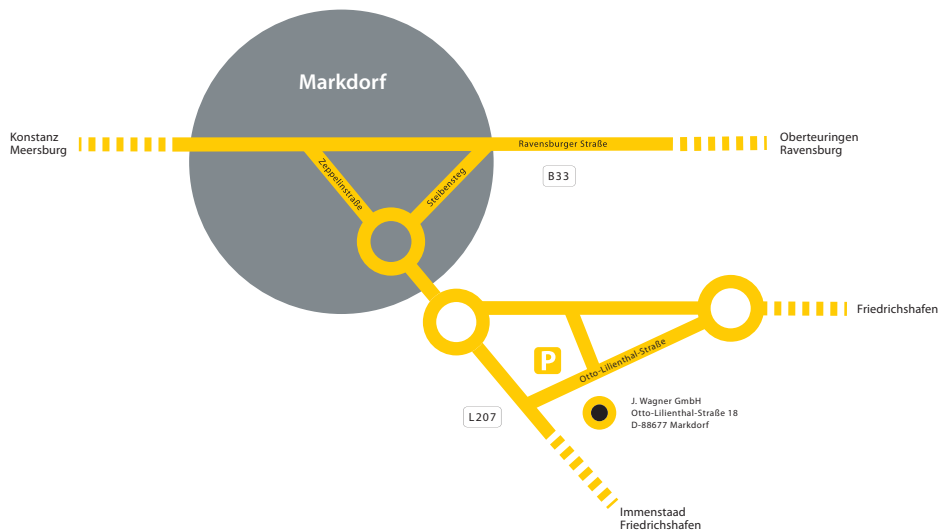 Markdorf
Konstanz
Meersburg
Ravensburger Straße
Oberteuringen
Ravensburg
B33
Zeppelinstraße
Steibensteg
Friedrichshafen
P
Otto-Lilienthal-Straße
J. Wagner GmbH
Otto-Lilienthal-Straße 18
D-88677 Markdorf
L207
Immenstaad
Friedrichshafen